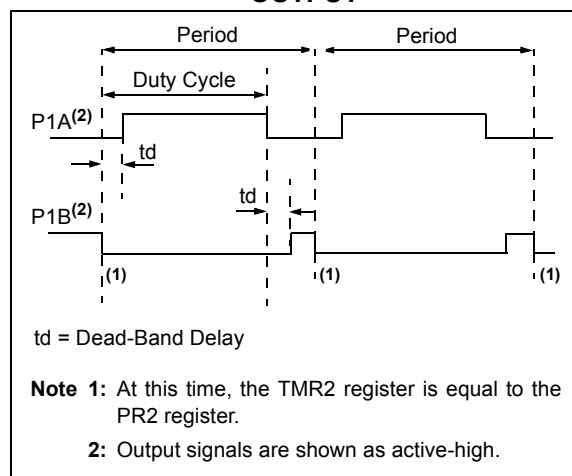 Period Period
Duty Cycle
P1A(2)
td
td
P1B(2)
(1) (1) (1)
td = Dead-Band Delay
Note 1: At this time, the TMR2 register is equal to the
PR2 register.
2: Output signals are shown as active-high.